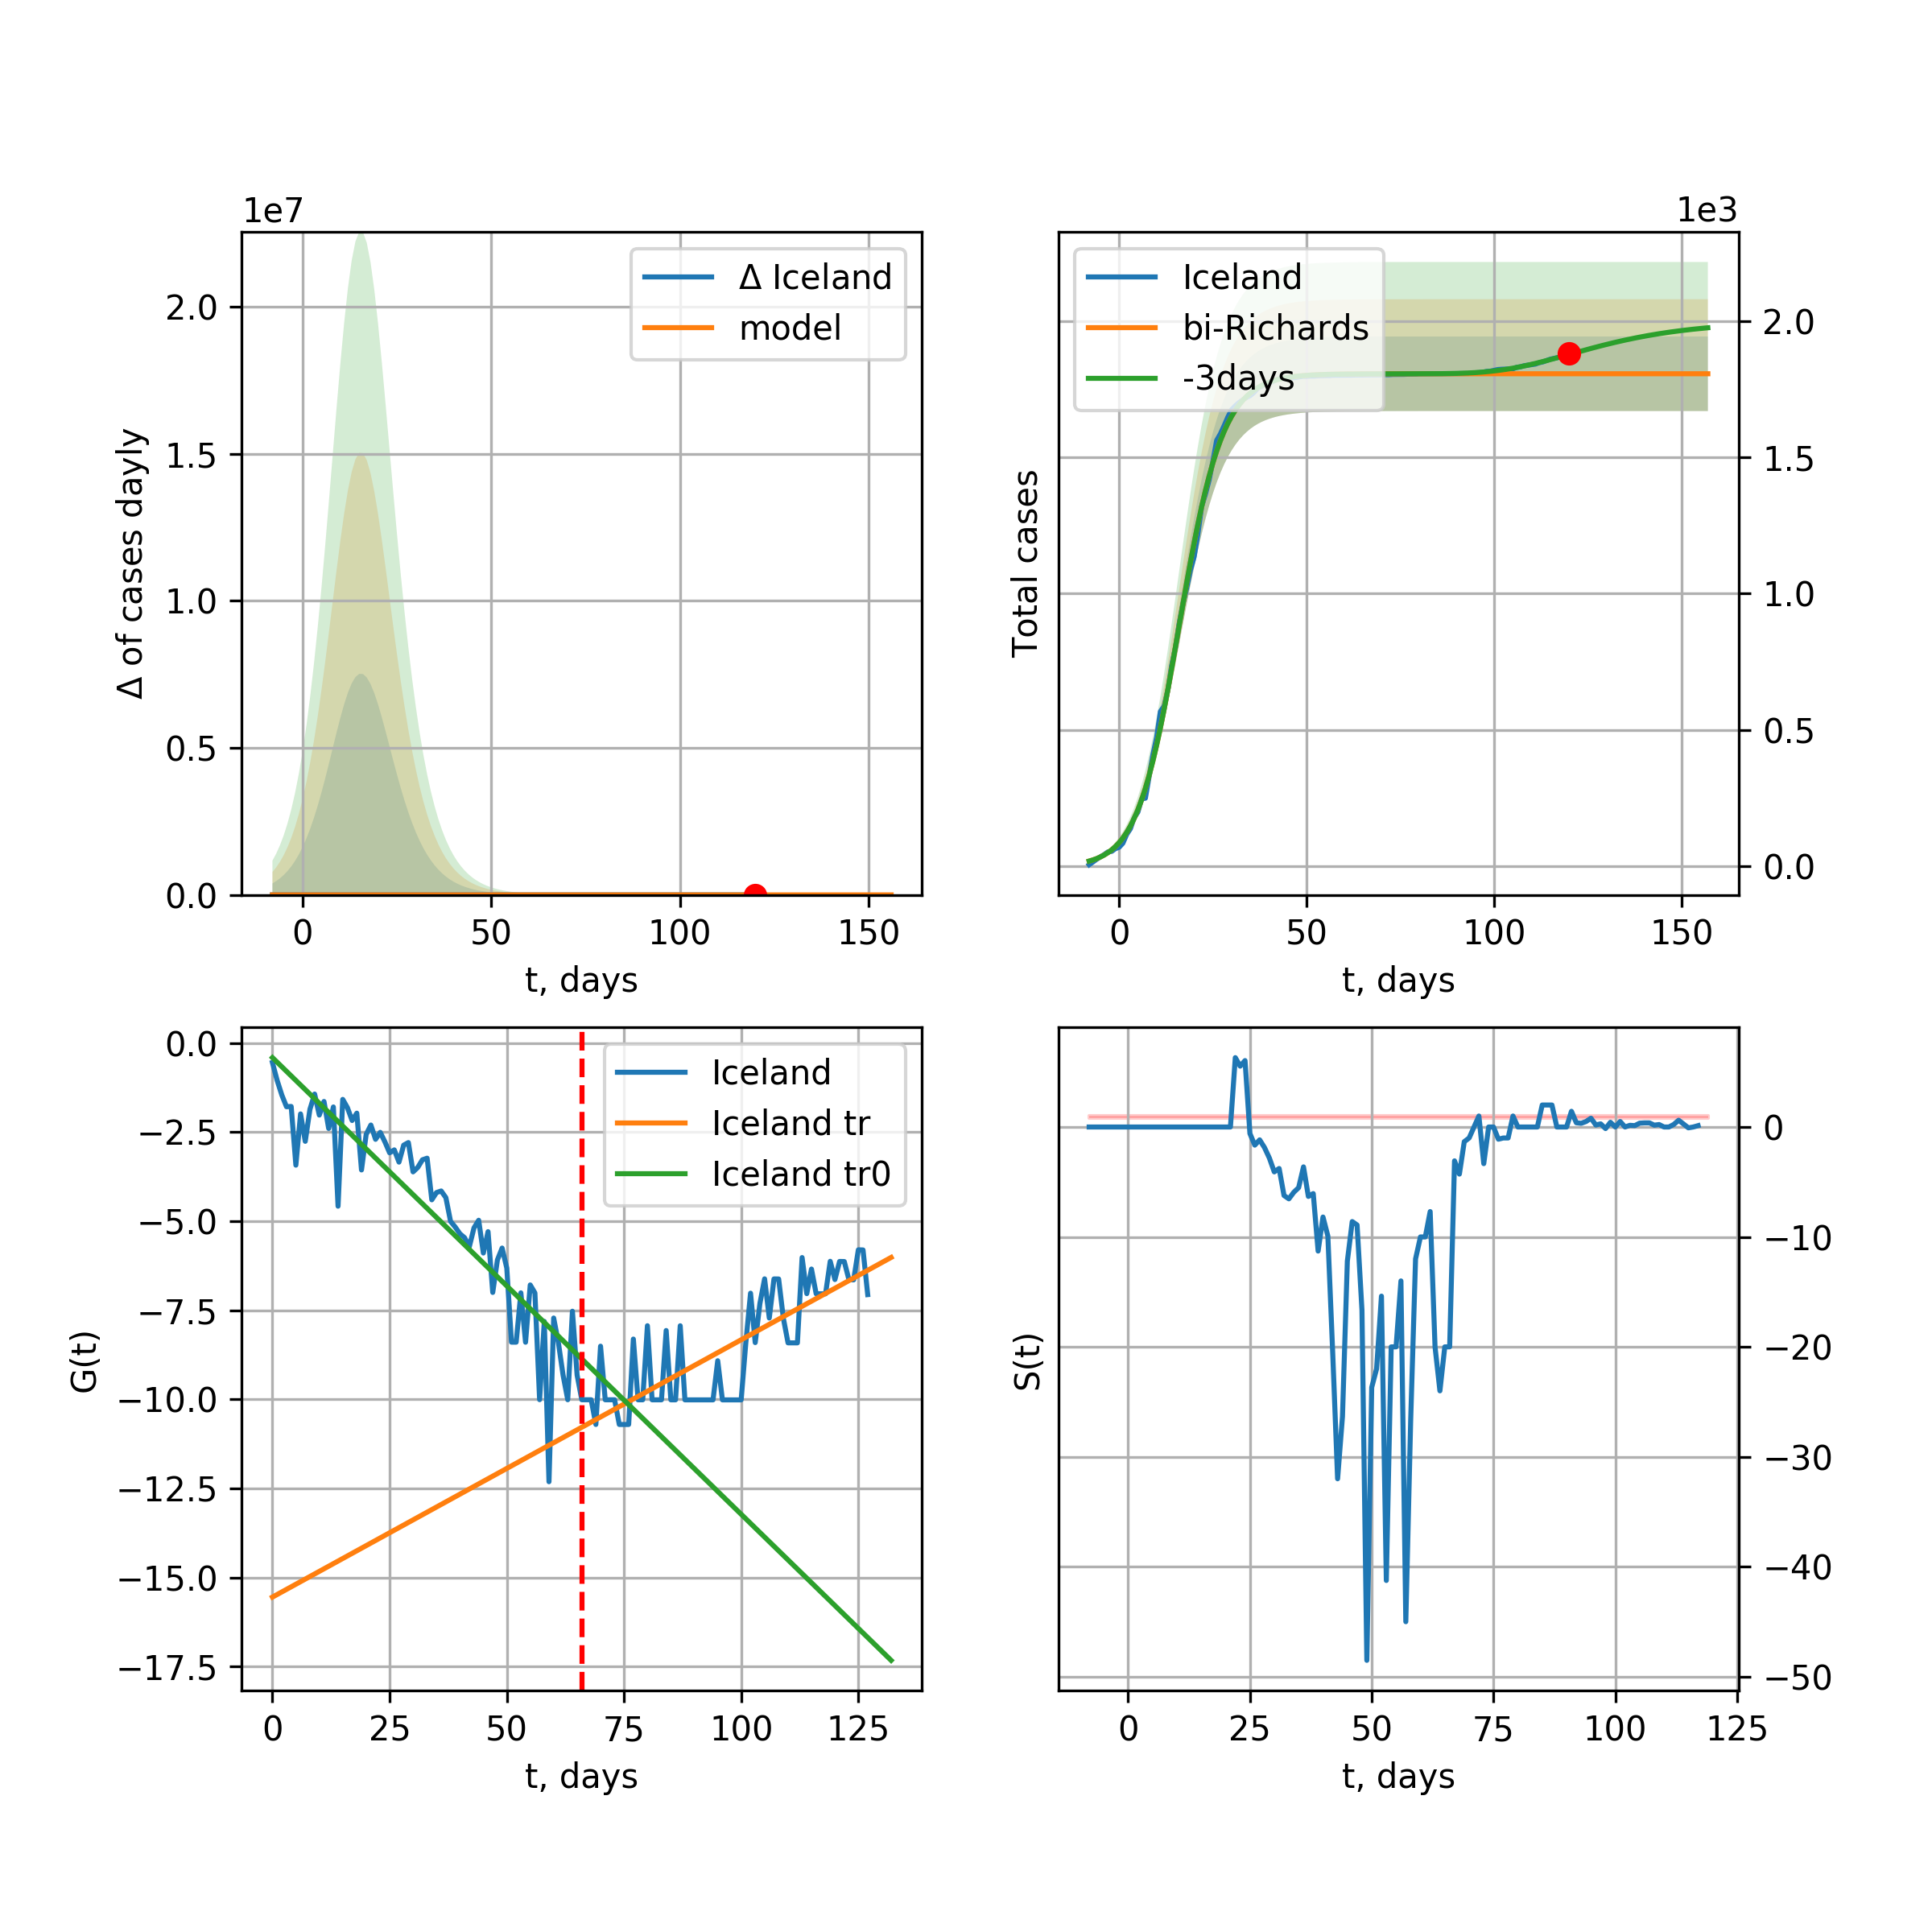 1e7
Δ of cases dayly
2.0
1.5
1.0
0.5
0.0
Δ Iceland
model
0 50 100 150
t, days
1e3
Total cases
Iceland
bi-Richards
-3days
2.0
1.5
1.0
0.5
0.0
0 50 100 150
t, days
G(t)
0.0
−2.5
−5.0
−7.5
−10.0
−12.5
−15.0
−17.5
Iceland
Iceland tr
Iceland tr0
0 25 50 75 100 125
t, days
S(t)
0
−10
−20
−30
−40
−50
0 25 50 75 100 125
t, days